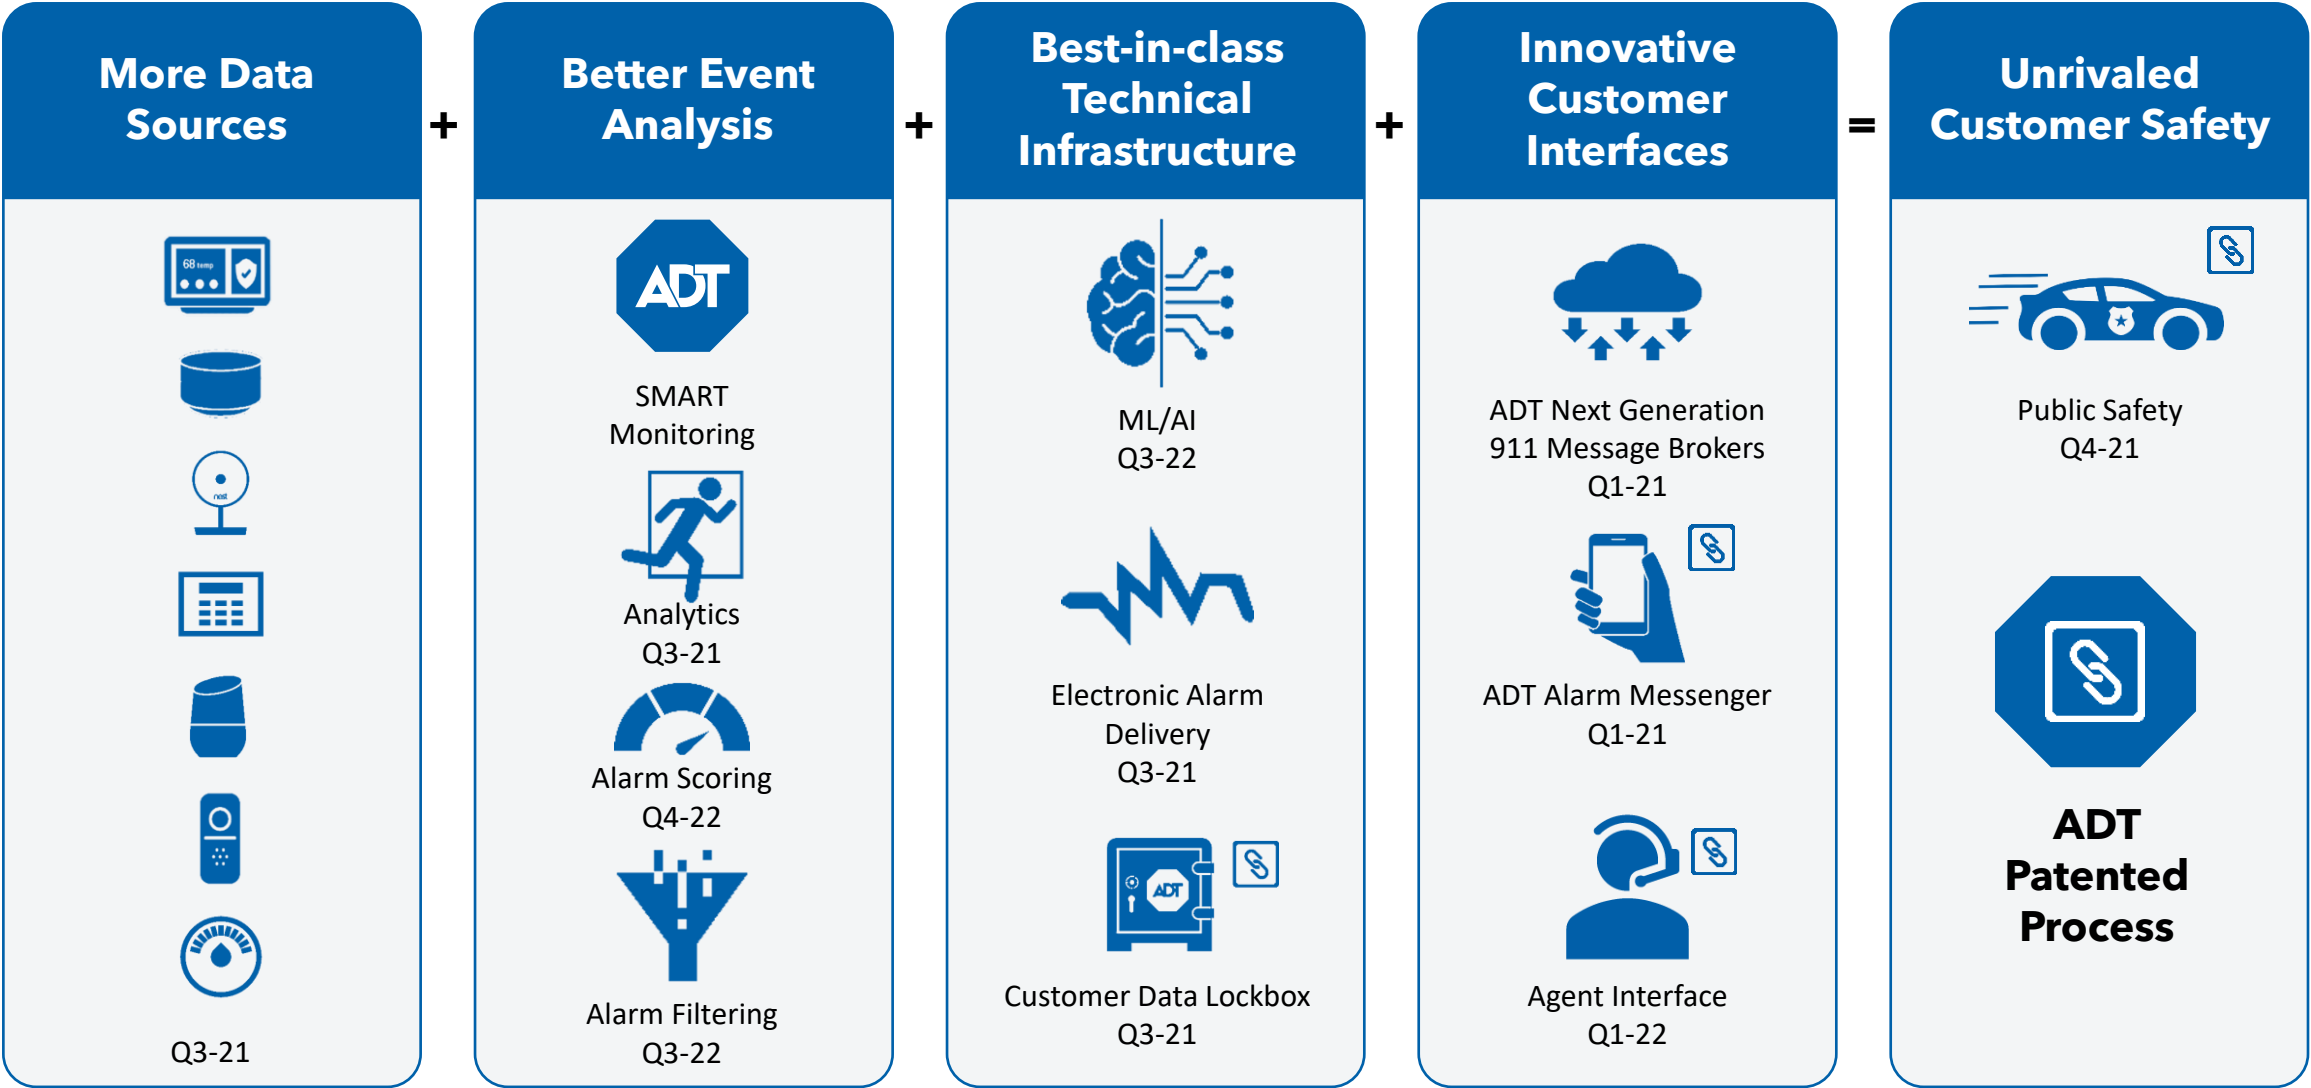 More Data
Sources
68 temp
nest
Q3-21
+
Better Event
Analysis
ADT
SMART
Monitoring
Analytics
Q3-21
Alarm Scoring
Q4-22
Alarm Filtering
Q3-22
+
Best-in-class
Technical
Infrastructure
ML/AI
Q3-22
Electronic Alarm
Delivery
Q3-21
ADT
Customer Data Lockbox
Q3-21
+
Innovative
Customer
Interfaces
ADT Next Generation
911 Message Brokers
Q1-21
ADT Alarm Messenger
Q1-21
Agent Interface
Q1-22
=
Unrivaled
Customer Safety
Public Safety
Q4-21
ADT
Patented
Process